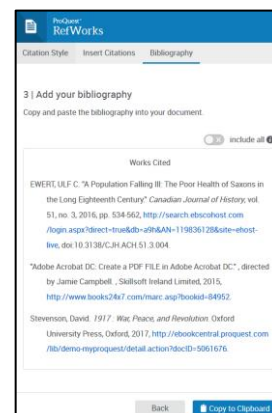 ProQuest®
RefWorks
Citation Style Insert Citations Bibliography
3 | Add your bibliography
Copy and paste the bibliography into your document.
include all
Works Cited
EWERT, ULF C. "A Population Falling Ill: The Poor Health of Saxons in
the Long Eighteenth Century." Canadian Journal of History, vol.
51, no. 3, 2016, pp. 534-562, http://search.ebscohost.com
/login.aspx?direct=true&db=a9h&AN=119836128&site=ehost-
live, doi:10.3138/CJH.ACH.51.3.004.
"Adobe Acrobat DC: Create a PDF FILE in Adobe Acrobat DC.", directed
by Jamie Campbell. , Skillsoft Ireland Limited, 2015,
http://www.books24x7.com/marc.asp?bookid=84952.
Stevenson, David. 1917 : War, Peace, and Revolution. Oxford
University Press, Oxford, 2017, http://ebookcentral.proquest.com
/lib/demo-myproquest/detail.action?docID=5061676.
Back Copy to Clipboard